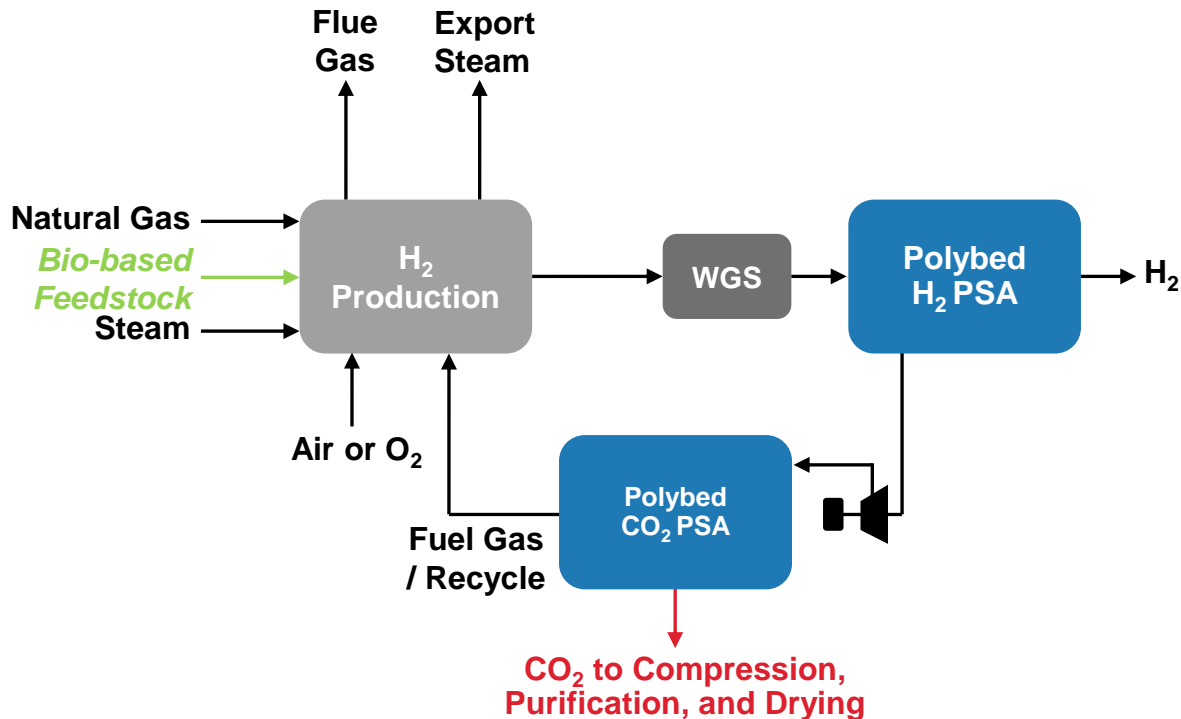 Flue
Gas
Export
Steam
Natural Gas
Bio-based
Feedstock
Steam
H₂
Production
WGS
Polybed
H₂ PSA
H₂
Air or O₂
Fuel Gas
/ Recycle
Polybed
CO₂ PSA
CO₂ to Compression,
Purification, and Drying